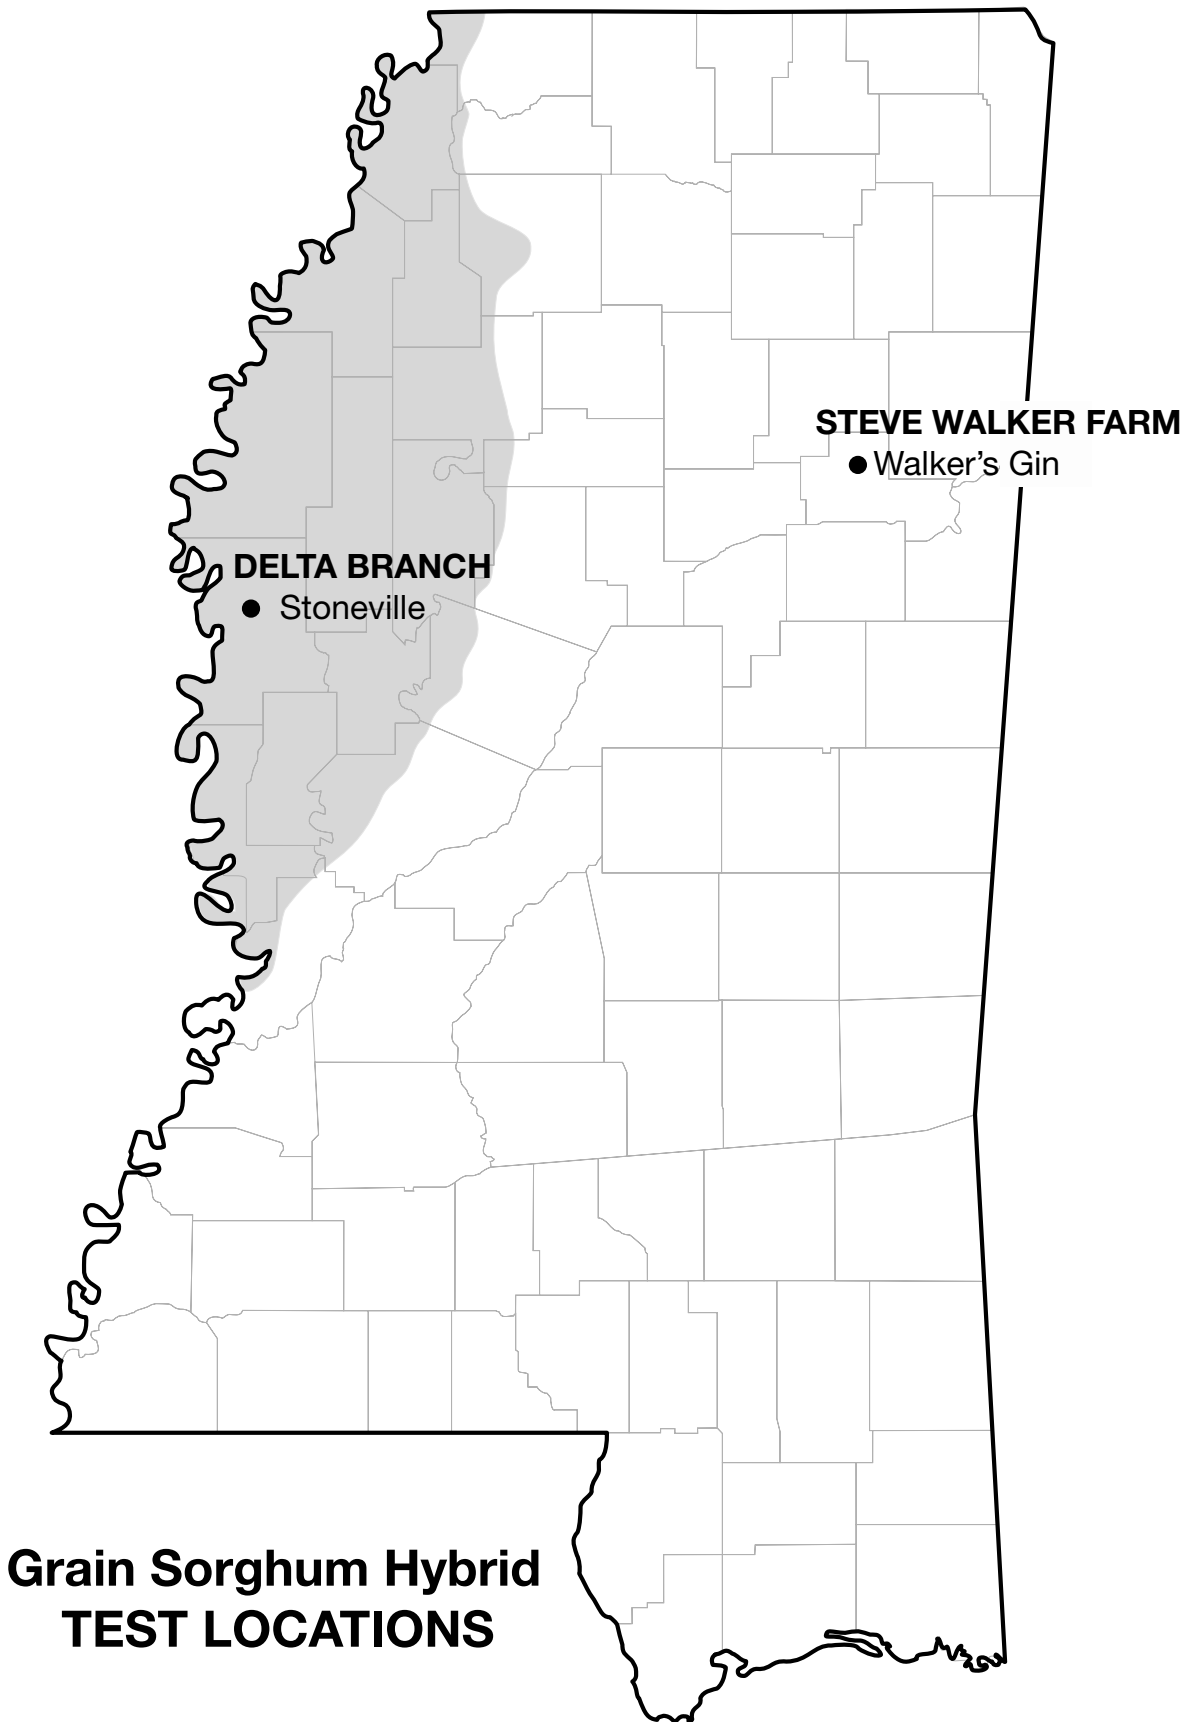 STEVE WALKER FARM
Walker's Gin
DELTA BRANCH
Stoneville
Grain Sorghum Hybrid
TEST LOCATIONS